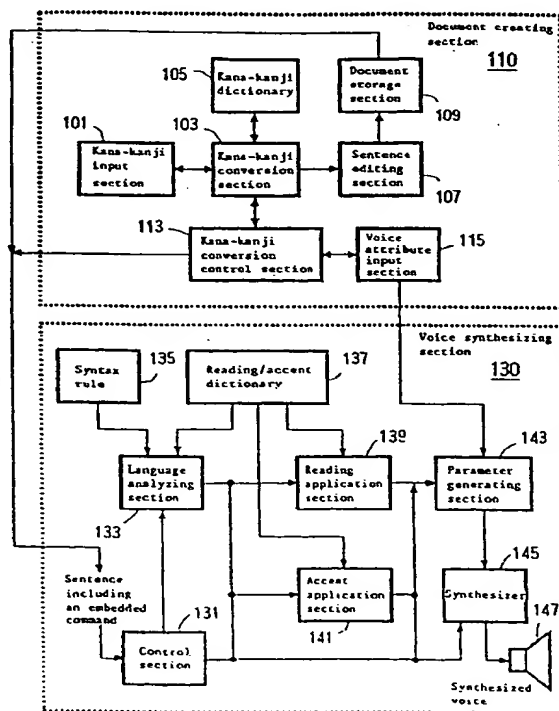 Document creating
section
110
105
Kana-kanji
dictionary
Document
storage
section
109
101
Kana-kanji
input
section
103
Kana-kanji
conversion
section
Sentence
editing
section
107
113
Kana-kanji
conversion
control section
Voice
attribute
input
section
115
Voice synthesizing
section
130
Syntax
rule
135
Reading/accent
dictionary
137
Language
analyzing
section
133
139
Reading
application
section
143
Parameter
generating
section
Accent
application
section
141
145
Synthesizer
147
Sentence
including
an embedded
command
131
Control
section
Synthesized
voice